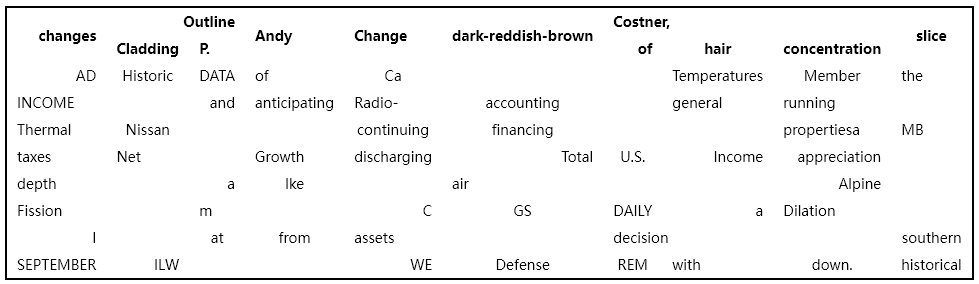 changes Cladding Outline P. Andy Change dark-reddish-brown Costner, of hair concentration slice
AD Historic DATA of Ca Temperatures Member the
INCOME and anticipating Radio- accounting general running
Thermal Nissan continuing financing propertiesa MB
taxes Net Growth discharging Total U.S. Income appreciation
depth a Ike air Alpine
Fission m C GS DAILY a Dilation
I at from assets decision southern
SEPTEMBER ILW WE Defense REM with down. historical